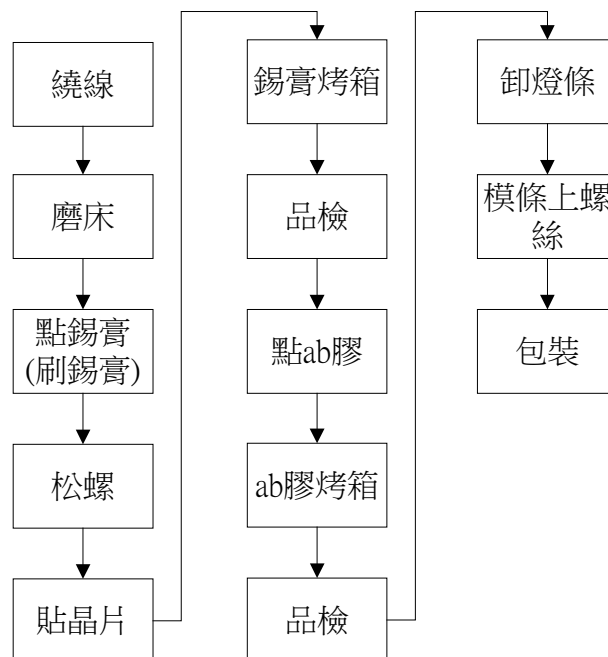 繞線
磨床
點錫膏
(刷錫膏)
松螺
貼晶片
錫膏烤箱
品檢
點ab膠
ab膠烤箱
品檢
卸燈條
模條上螺
絲
包裝